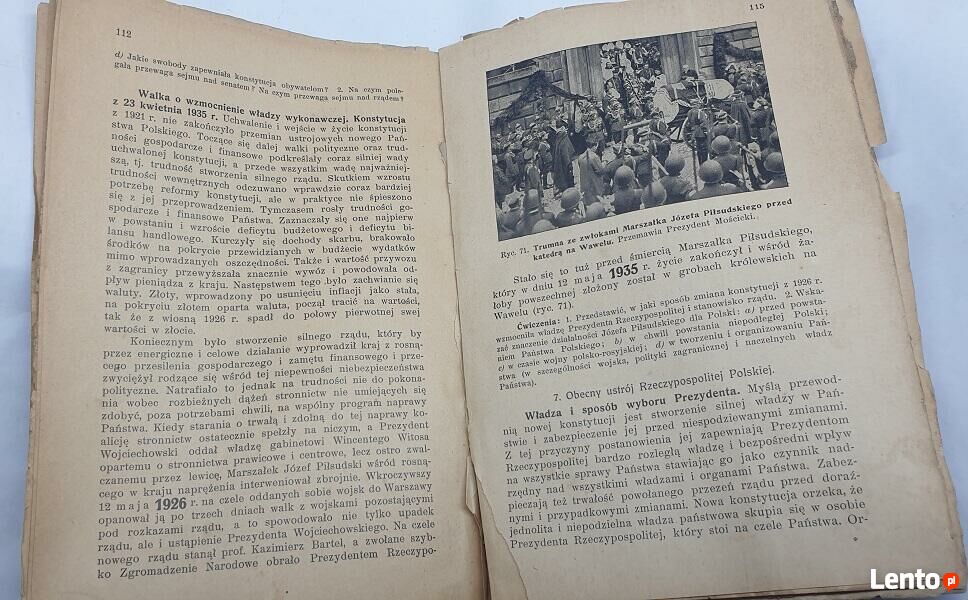 112
d) Jakie swobody zapewniała konstytucja obywatelom? 2. Na czym pole-
gała przewaga sejmu nad senatem? Na czym przewaga sejmu nad rządem?
Walka o wzmocnienie władzy wykonawczej. Konstytucja
z 23 kwietnia 1935 r. Uchwalenie i wejście w życie konstytucji
z 1921 r. nie zakończyło przemian ustrojowych nowego Pań-
stwa Polskiego. Toczące się dalej walki polityczne oraz trud-
ności gospodarcze i finansowe podkreślały coraz silniej wady
uchwalonej konstytucji, a przede wszystkim wadę najważniej-
szą, tj. trudność stworzenia silnego rządu. Skutkiem wzrostu
trudności wewnętrznych odczuwano wprawdzie coraz bardziej
potrzebę reformy konstytucji, ale w praktyce nie śpieszono
się z jej przeprowadzeniem. Tymczasem rosły trudności go-
spodarcze i finansowe Państwa. Zaznaczały się one najpierw
w powstaniu i wzroście deficytu budżetowego i deficytu bi-
lansu handlowego. Kurczyły się dochody skarbu, brakowało
środków na pokrycie przewidzianych w budżecie wydatków
mimo wprowadzanych oszczędności. Także i wartość przywozu
z zagranicy przewyższała znacznie wywóz i powodowała od-
pływ pieniądza z kraju. Następstwem tego było zachwianie się
waluty. Złoty, wprowadzony po usunięciu inflacji jako stała,
na pokryciu złotem oparta waluta, począł tracić na wartości,
tak że z wiosną 1926 r. spadł do połowy pierwotnej swej
wartości w złocie.
Koniecznym było stworzenie silnego rządu, który by
przez energiczne i celowe działanie wyprowadził kraj z rosną-
cego przesilenia gospodarczego i zamętu finansowego i prze-
zwyciężył rodzące się wśród tej niepewności niebezpieczeństwa
polityczne. Natrafiało to jednak na trudności nie do pokona-
nia wobec rozbieżnych dążeń stronnictw nie umiejących się
zdobyć, poza potrzebami chwili, na wspólny program naprawy
Państwa. Kiedy starania o trwałą i zdolną do tej naprawy ko-
alicję stronnictw ostatecznie spełzły na niczym, a Prezydent
Wojciechowski oddał władzę gabinetowi Wincentego Witosa
opartemu o stronnictwa prawicowe i centrowe, lecz ostro zwal-
czanemu przez lewicę, Marszałek Józef Piłsudski wśród rosną-
cego w kraju naprężenia interweniował zbrojnie. Wkroczywszy
12 maja 1926 r. na czele oddanych sobie wojsk do Warszawy
opanował ją po trzech dniach walk z wojskami pozostającymi
pod rozkazami rządu, a to spowodowało nie tylko upadek
rządu, ale i ustąpienie Prezydenta Wojciechowskiego. Na czele
nowego rządu stanął prof. Kazimierz Bartel, a zwołane szyb-
ko Zgromadzenie Narodowe obrało Prezydentem Rzeczypo-
115
Ryc. 71. Trumna ze zwłokami Marszałka Józefa Piłsudskiego przed
katedrą na Wawelu. Przemawia Prezydent Mościcki.
Stało się to tuż przed śmiercią Marszałka Piłsudskiego,
który w dniu 12 maja 1935 r. życie zakończył i wśród ża-
łoby powszechnej złożony został w grobach królewskich na
Wawelu (ryc. 71).
Ćwiczenia: 1. Przedstawić, w jaki sposób zmiana konstytucji z 1926 r.
wzmocniła władzę Prezydenta Rzeczypospolitej i stanowisko rządu. 2. Wska-
zać znaczenie działalności Józefa Piłsudskiego dla Polski: a) przed powsta-
niem Państwa Polskiego; b) w chwili powstania niepodległej Polski;
c) w czasie wojny polsko-rosyjskiej; d) w tworzeniu i organizowaniu Pań-
stwa (w szczególności wojska, polityki zagranicznej i naczelnych władz
Państwa).
7. Obecny ustrój Rzeczypospolitej Polskiej.
Władza i sposób wyboru Prezydenta. Myślą przewod-
nią nowej konstytucji jest stworzenie silnej władzy w Pań-
stwie i zabezpieczenie jej przed niespodziewanymi zmianami.
Z tej przyczyny postanowienia jej zapewniają Prezydentowi
Rzeczypospolitej bardzo rozległą władzę i bezpośredni wpływ
na wszystkie sprawy Państwa stawiając go jako czynnik nad-
rzędny nad wszystkimi władzami i organami Państwa. Zabez-
pieczają też trwałość powołanego przezeń rządu przed doraź-
nymi i przypadkowymi zmianami. Nowa konstytucja orzeka, że
jednolita i niepodzielna władza państwowa skupia się w osobie
Prezydenta Rzeczypospolitej, który stoi na czele Państwa. Or-
*
Lento.pl